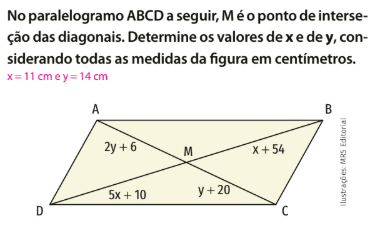 No paralelogramo ABCD a seguir, M é o ponto de interse-
ção das diagonais. Determine os valores de x e de y, con-
siderando todas as medidas da figura em centímetros.
x = 11 cm e y = 14 cm
A
B
2y + 6
M
x + 54
5x + 10
y + 20
D
C
Ilustrações: MRS Editorial